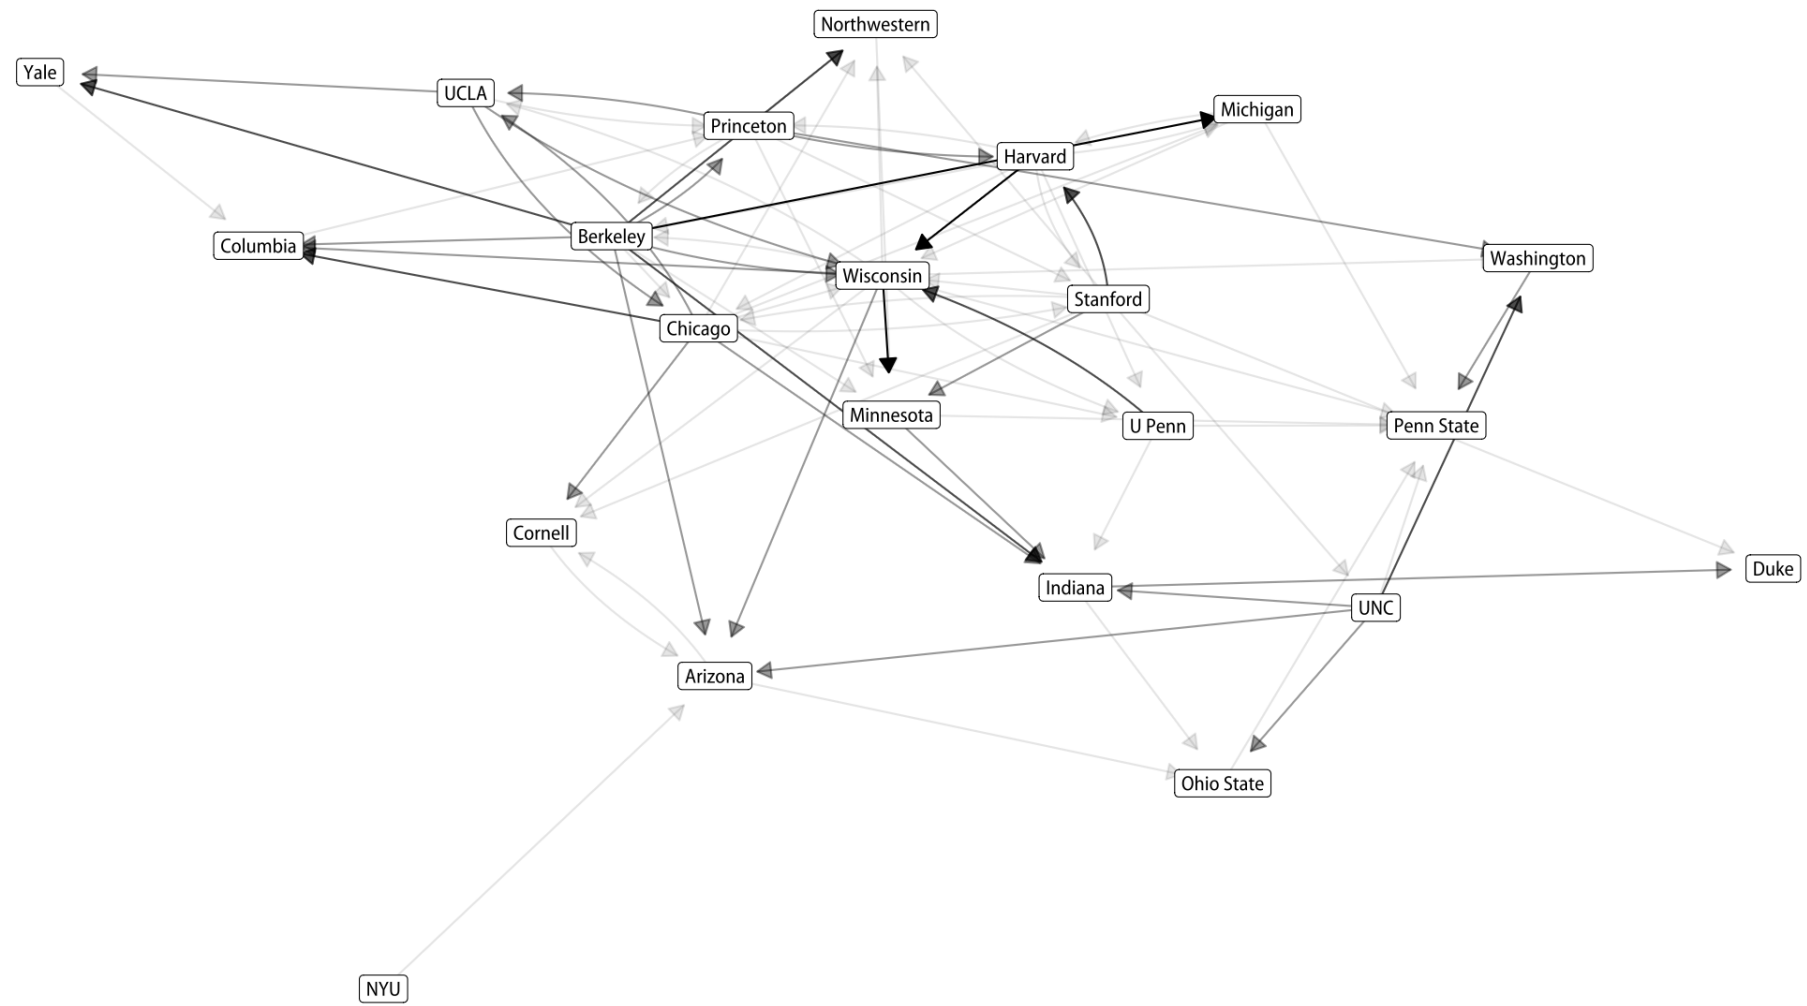 Northwestern
Yale
UCLA
Michigan
Princeton
Harvard
Berkeley
Columbia
Washington
Wisconsin
Stanford
Chicago
Minnesota
U Penn
Penn State
Cornell
Duke
Indiana
UNC
Arizona
Ohio State
NYU